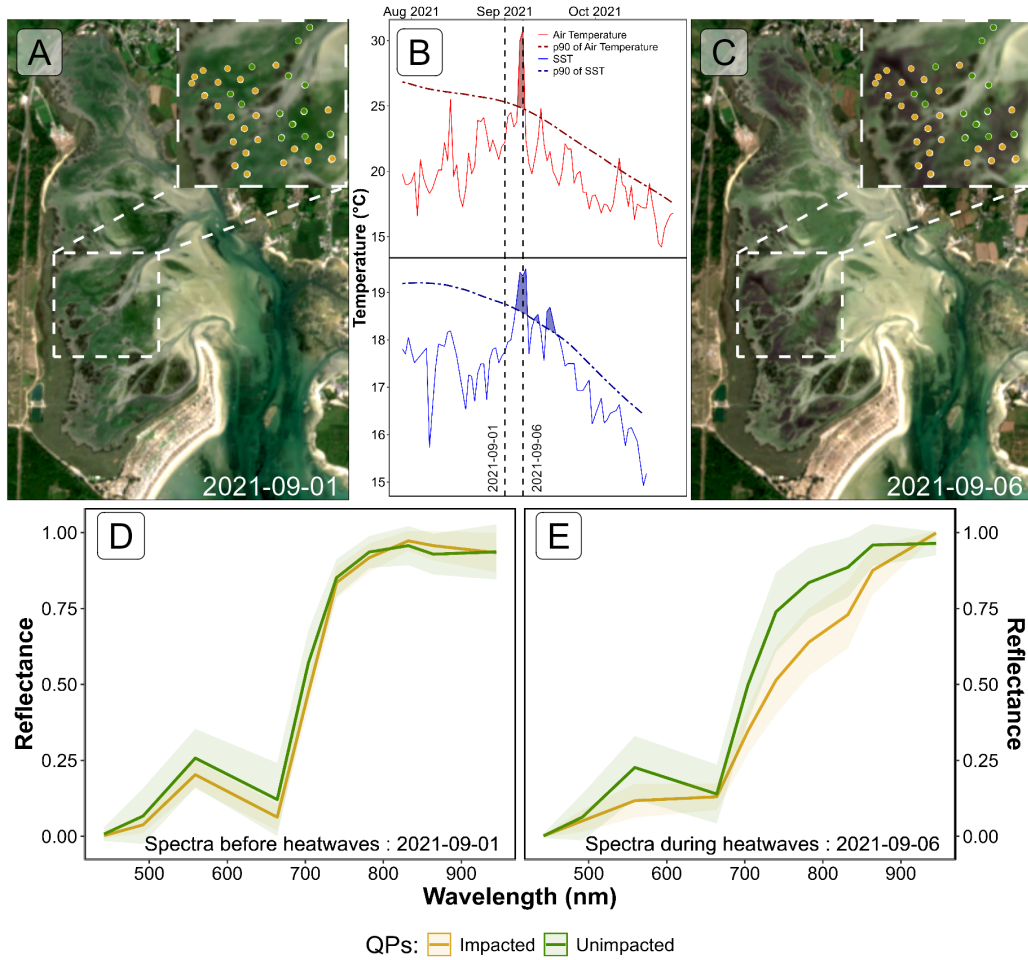 Aug 2021 Sep 2021 Oct 2021
A
B
C
Air Temperature
p90 of Air Temperature
SST
p90 of SST
30
25
20
15
Temperature (°C)
19
18
17
16
15
2021-09-01
2021-09-06
2021-09-01
2021-09-06
D
E
1.00
0.75
0.50
0.25
0.00
Reflectance
Spectra before heatwaves : 2021-09-01
500 600 700 800 900
Spectra during heatwaves : 2021-09-06
500 600 700 800 900
1.00
0.75
0.50
0.25
0.00
Reflectance
Wavelength (nm)
QPs: Impacted Unimpacted